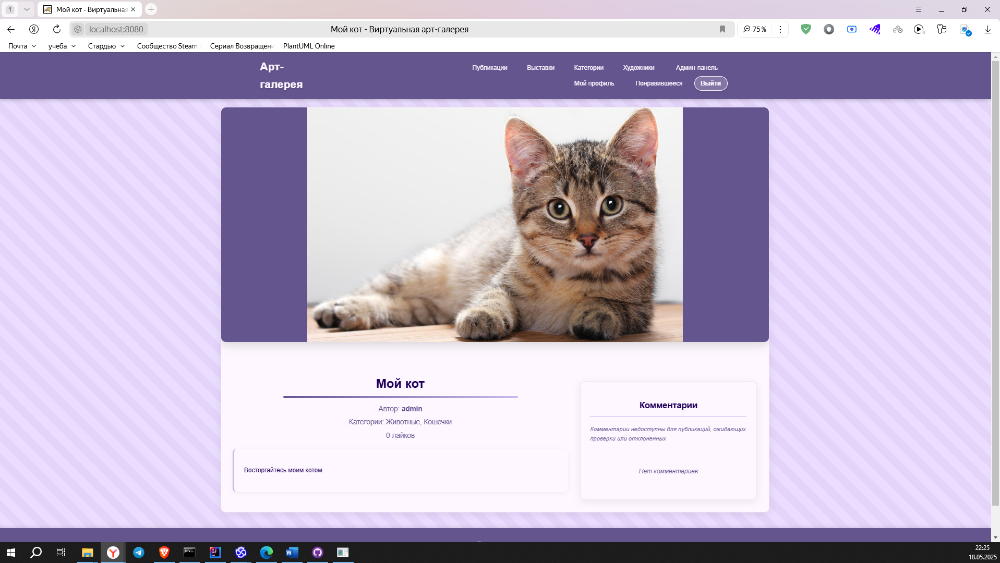 1
Мой кот - Виртуальная
localhost:8080
Мой кот - Виртуальная арт-галерея
75 %
Почта
учеба
Стардью
Сообщество Steam
Сериал Возвращени
PlantUML Online
Арт-
галерея
Публикации
Выставки
Категории
Художники
Админ-панель
Мой профиль
Понравившееся
Выйти
Мой кот
Автор: admin
Категории: Животные, Кошечки
0 лайков
Восторгайтесь моим котом
Комментарии
Комментарии недоступны для публикаций, ожидающих
проверки или отклоненных
Нет комментариев
22:25
18.05.2025